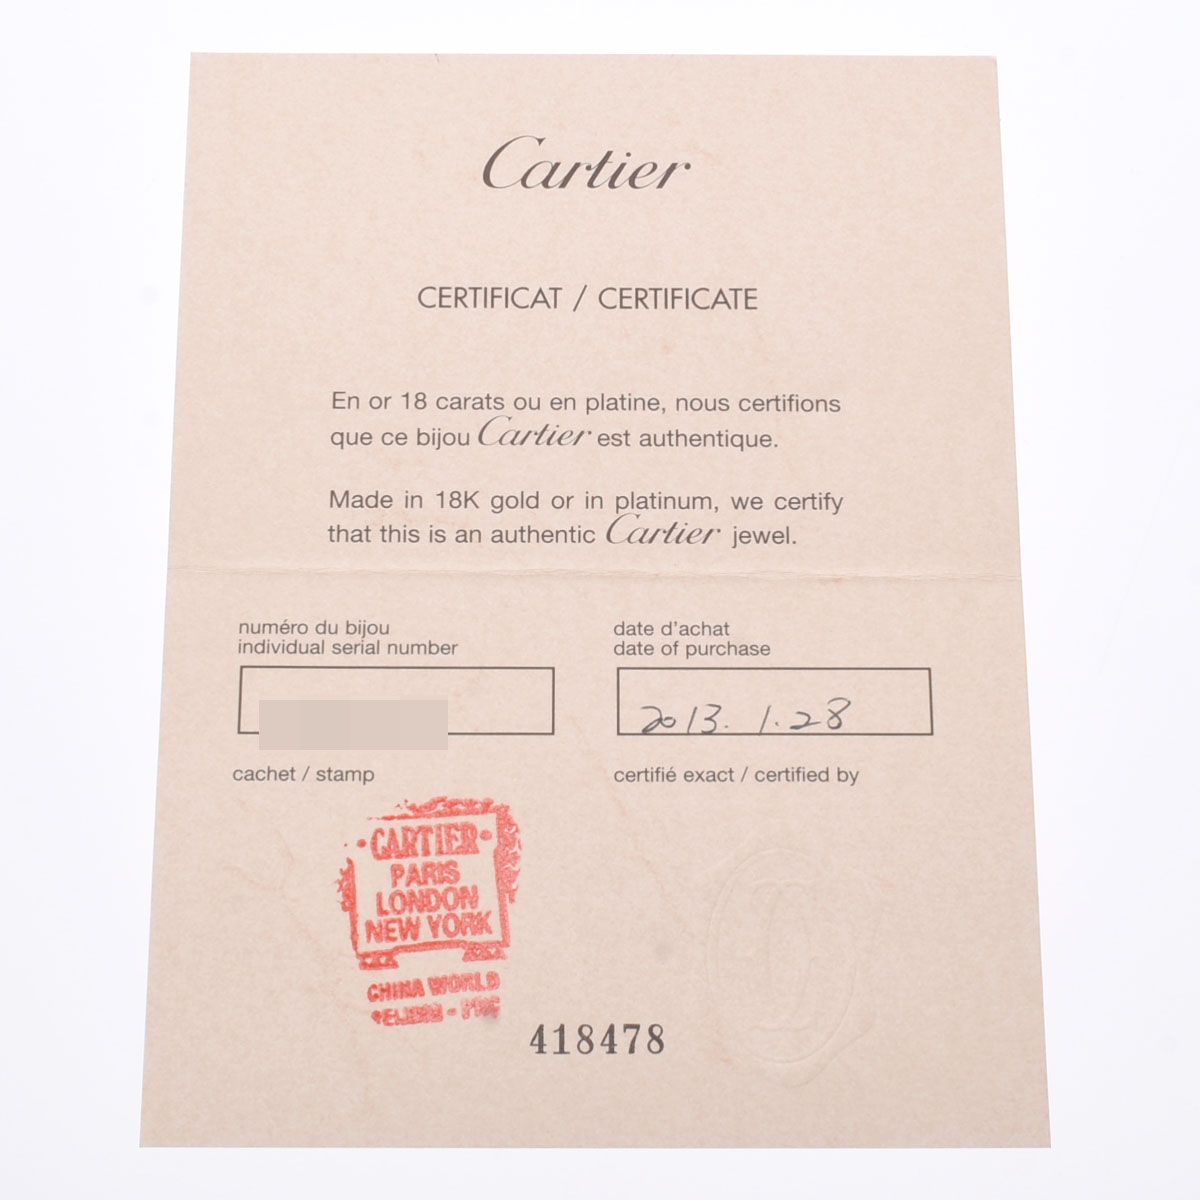 Cartier
CERTIFICAT / CERTIFICATE
En or 18 carats ou en platine, nous certifions
que ce bijou Cartier est authentique.
Made in 18K gold or in platinum, we certify
that this is an authentic Cartier jewel.
numéro du bijou
individual serial number
date d'achat
date of purchase
2013. 1. 28
cachet / stamp
certifié exact / certified by
·CARTIER·
PARIS
LONDON
NEW YORK
CHINA WORLD
418478